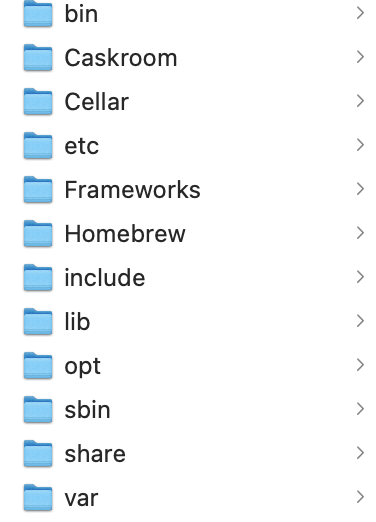 bin
Caskroom
Cellar
etc
Frameworks
Homebrew
include
lib
opt
sbin
share
var